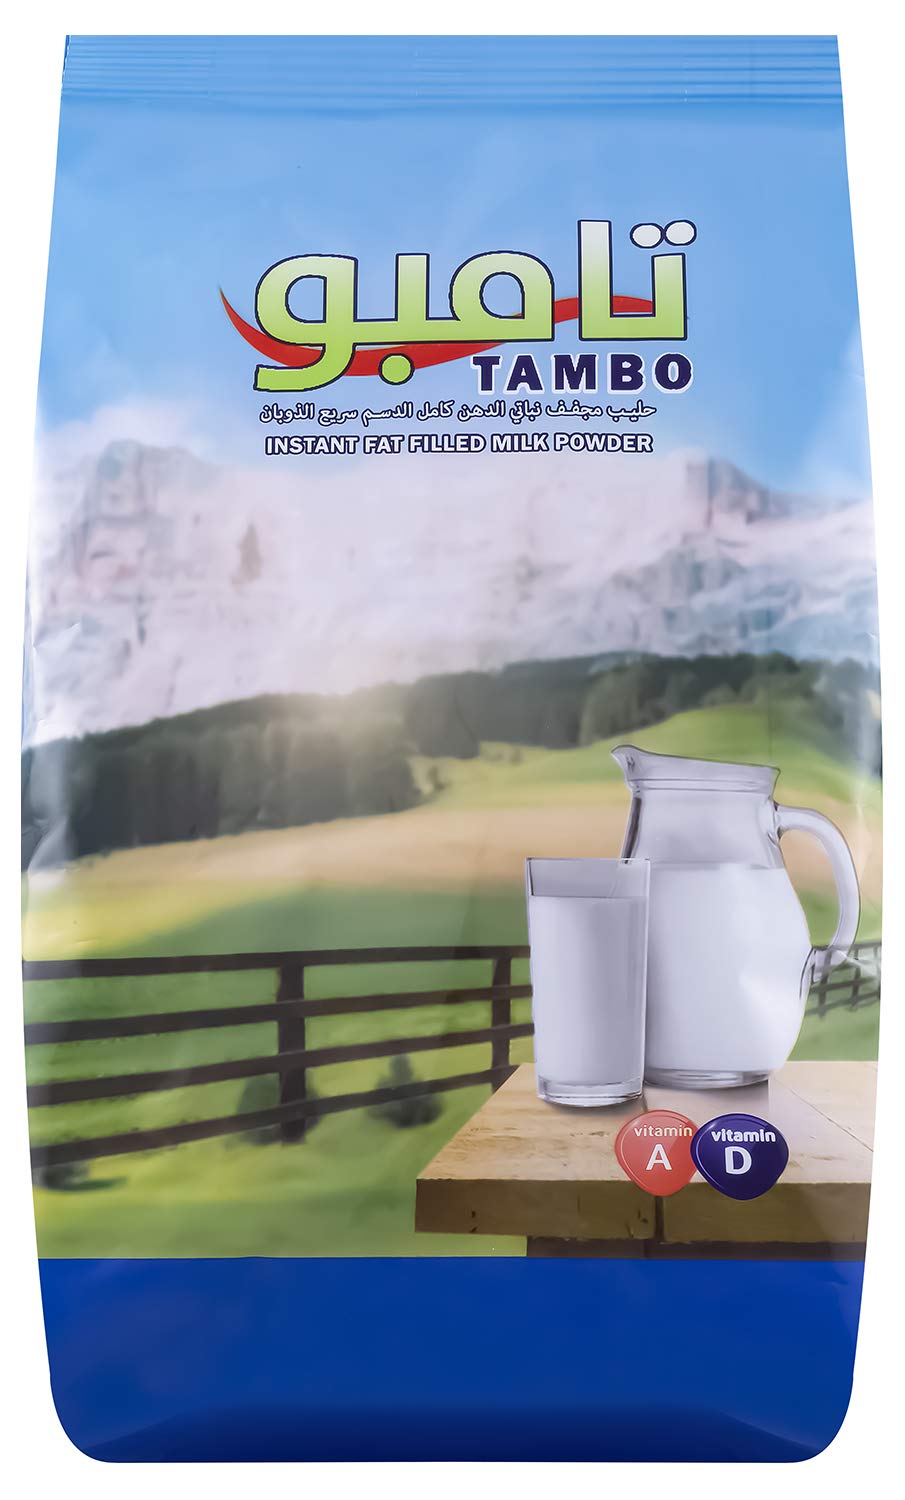 تامبو
TAMBO
حليب مجفف نباتي الدهن كامل الدسم سريع الذوبان
INSTANT FAT FILLED MILK POWDER
vitamin
A
vitamin
D